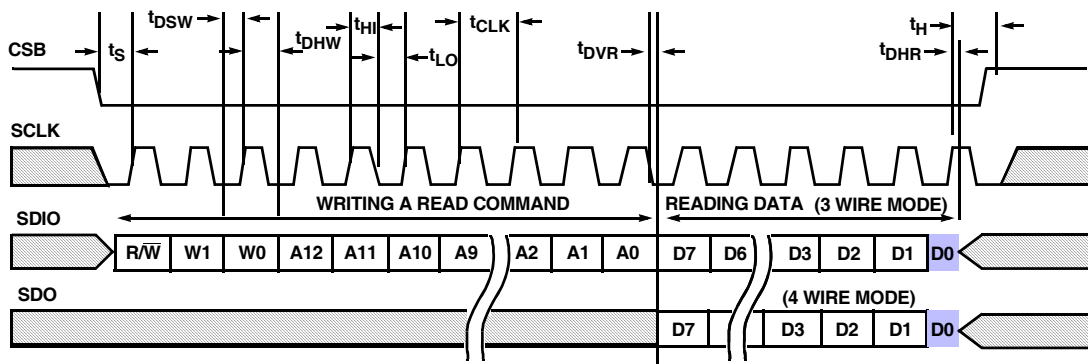 tDSW tHI tCLK tH
CSB tS tDHW tLO tDVR tDHR
SCLK
WRITING A READ COMMAND READING DATA (3 WIRE MODE)
SDIO
R/W̅ W1 W0 A12 A11 A10 A9 A2 A1 A0 D7 D6 D3 D2 D1 D0
SDO (4 WIRE MODE)
D7 D3 D2 D1 D0